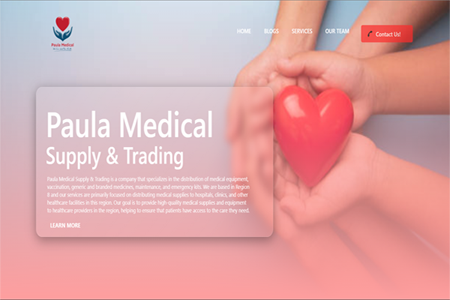 Paula Medical
HOME BLOGS SERVICES OUR TEAM Contact Us!
Paula Medical
Supply & Trading
Paula Medical Supply & Trading is a company that specializes in the distribution of medical equipment,
vaccination, generic and branded medicines, maintenance, and emergency kits. We are based in Region
and our services are primarily focused on distributing medical supplies to hospitals, clinics, and other
healthcare facilities in this region. Our goal is to provide high-quality medical supplies and equipment
to healthcare providers in the region, helping to ensure that patients have access to the care they need.
LEARN MORE